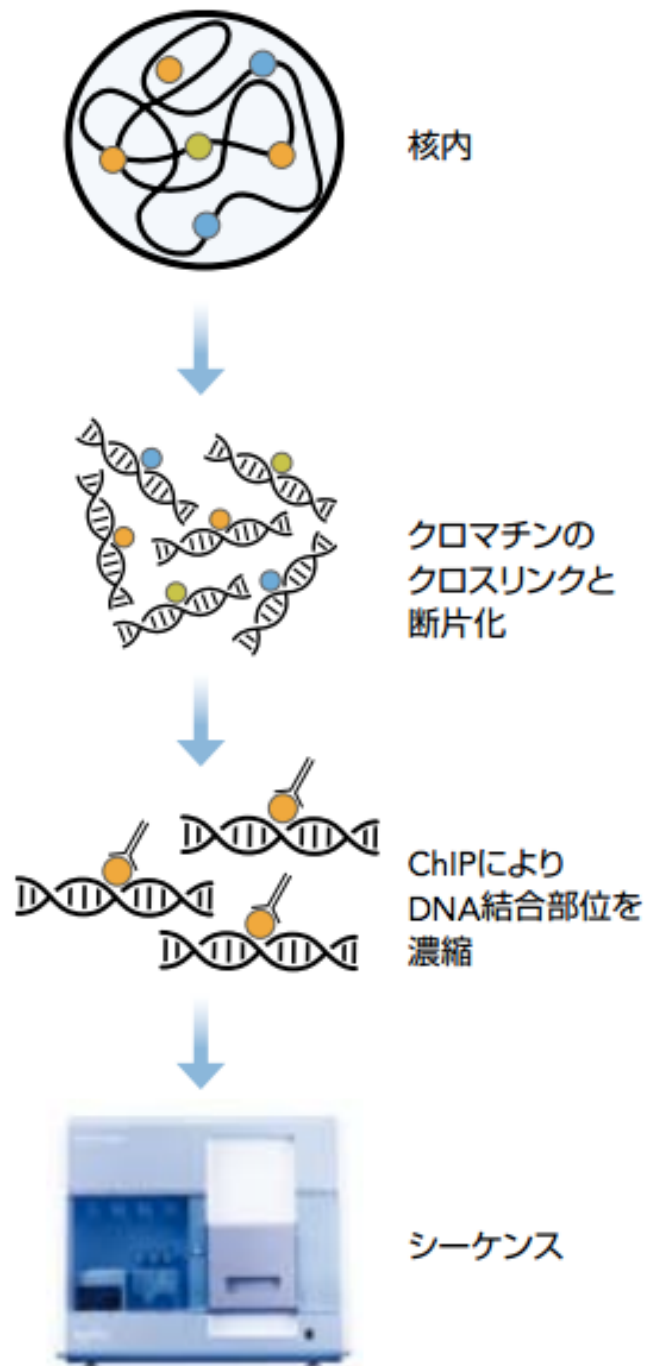 核内
クロマチンの
クロスリンクと
断片化
ChIPにより
DNA結合部位を
濃縮
シーケンス